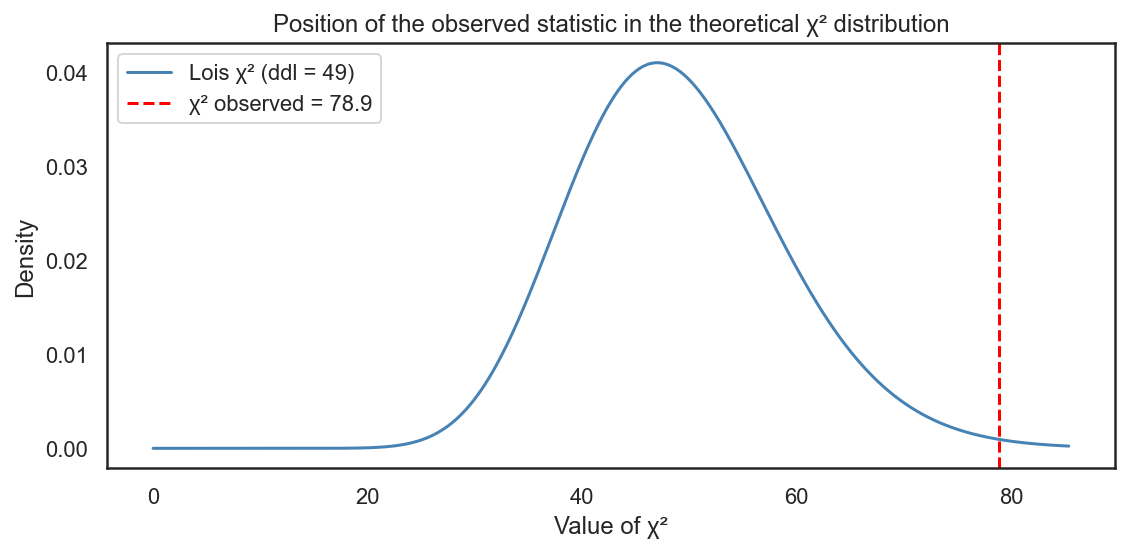 Position of the observed statistic in the theoretical χ² distribution
Lois χ² (ddl = 49)
χ² observed = 78.9
0.04
0.03
0.02
0.01
0.00
Density
0
20
40
60
80
Value of χ²